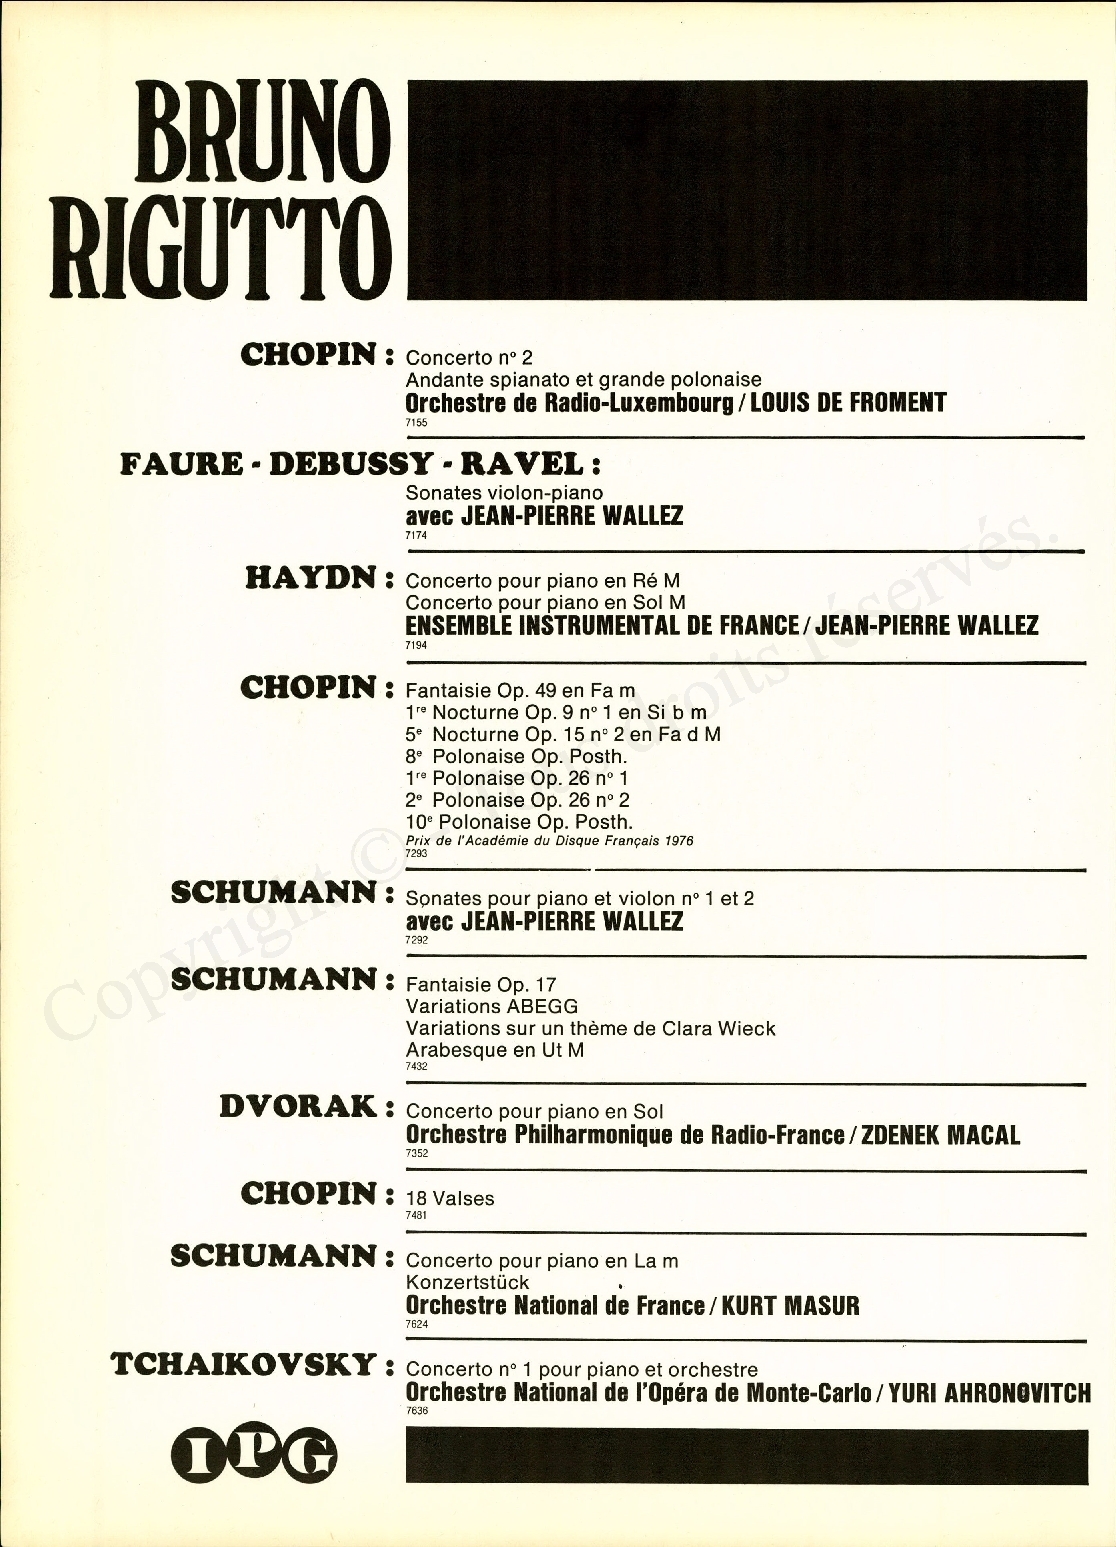 BRUNO
RIGUTTO
CHOPIN : Concerto nº 2
Andante spianato et grande polonaise
Orchestre de Radio-Luxembourg / LOUIS DE FROMENT
7155
FAURE - DEBUSSY - RAVEL :
Sonates violon-piano
avec JEAN-PIERRE WALLEZ
7174
HAYDN : Concerto pour piano en Ré M
Concerto pour piano en Sol M
ENSEMBLE INSTRUMENTAL DE FRANCE / JEAN-PIERRE WALLEZ
7194
CHOPIN : Fantaisie Op. 49 en Fa m
1re Nocturne Op. 9 nº 1 en Si b m
5e Nocturne Op. 15 nº 2 en Fa d M
8e Polonaise Op. Posth.
1re Polonaise Op. 26 nº 1
2e Polonaise Op. 26 nº 2
10e Polonaise Op. Posth.
Prix de l'Académie du Disque Français 1976
7293
SCHUMANN : Sonates pour piano et violon nº 1 et 2
avec JEAN-PIERRE WALLEZ
7292
SCHUMANN : Fantaisie Op. 17
Variations ABEGG
Variations sur un thème de Clara Wieck
Arabesque en Ut M
7432
DVORAK : Concerto pour piano en Sol
Orchestre Philharmonique de Radio-France / ZDENEK MACAL
7352
CHOPIN : 18 Valses
7481
SCHUMANN : Concerto pour piano en La m
Konzertstück
Orchestre National de France / KURT MASUR
7624
TCHAIKOVSKY : Concerto nº 1 pour piano et orchestre
Orchestre National de l'Opéra de Monte-Carlo / YURI AHRONOVITCH
7636
IPG
Copyright © - Tous droits réservés.